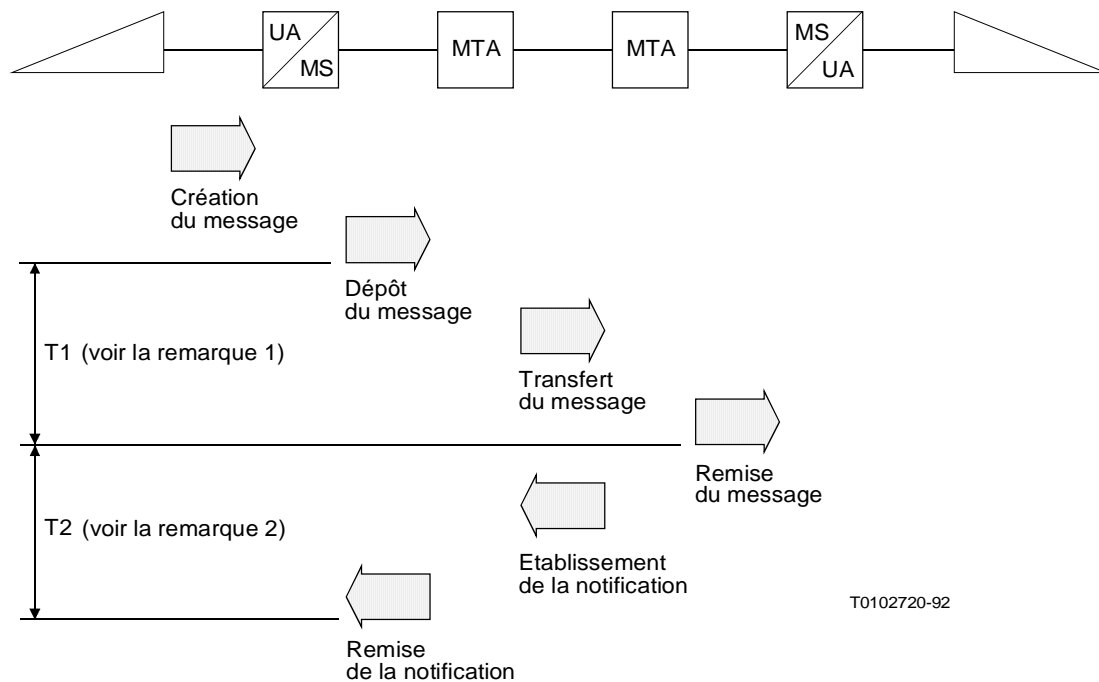 UA
MS
MTA
MTA
MS
UA
Création
du message
Dépôt
du message
T1 (voir la remarque 1)
Transfert
du message
Remise
du message
T2 (voir la remarque 2)
Etablissement
de la notification
T0102720-92
Remise
de la notification